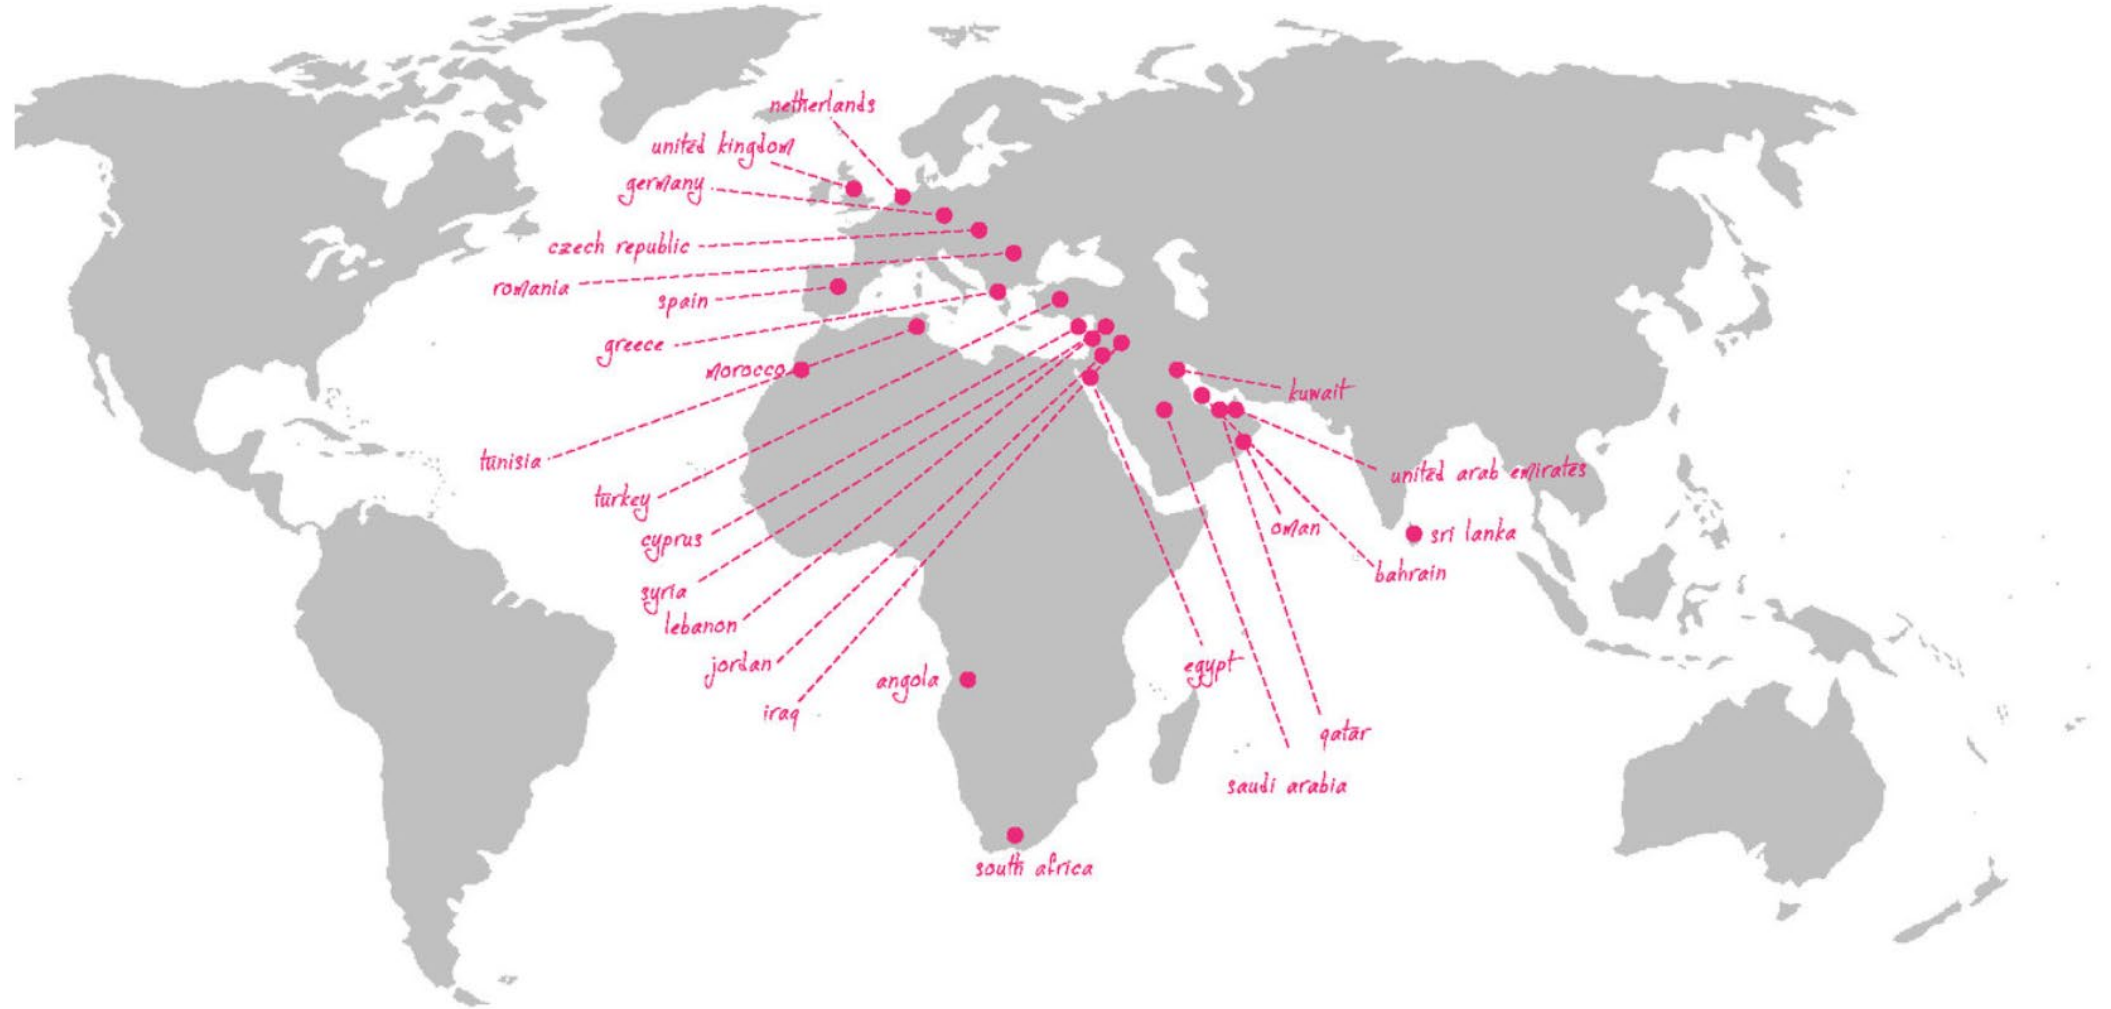 netherlands
united kingdom
germany
czech republic
romania
spain
greece
morocco
kuwait
tunisia
united arab emirates
turkey
oman
sri lanka
cyprus
bahrain
syria
lebanon
jordan
egypt
angola
iraq
qatar
saudi arabia
south africa